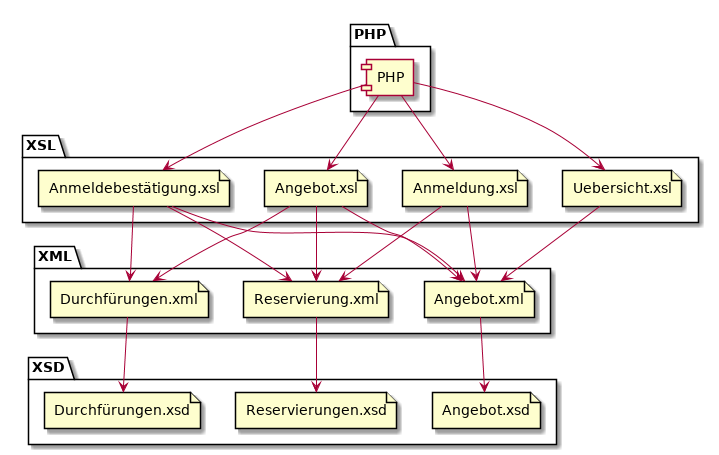 PHP
PHP
XSL
Anmeldebestätigung.xsl
Angebot.xsl
Anmeldung.xsl
Uebersicht.xsl
XML
Durchfürungen.xml
Reservierung.xml
Angebot.xml
XSD
Durchfürungen.xsd
Reservierungen.xsd
Angebot.xsd